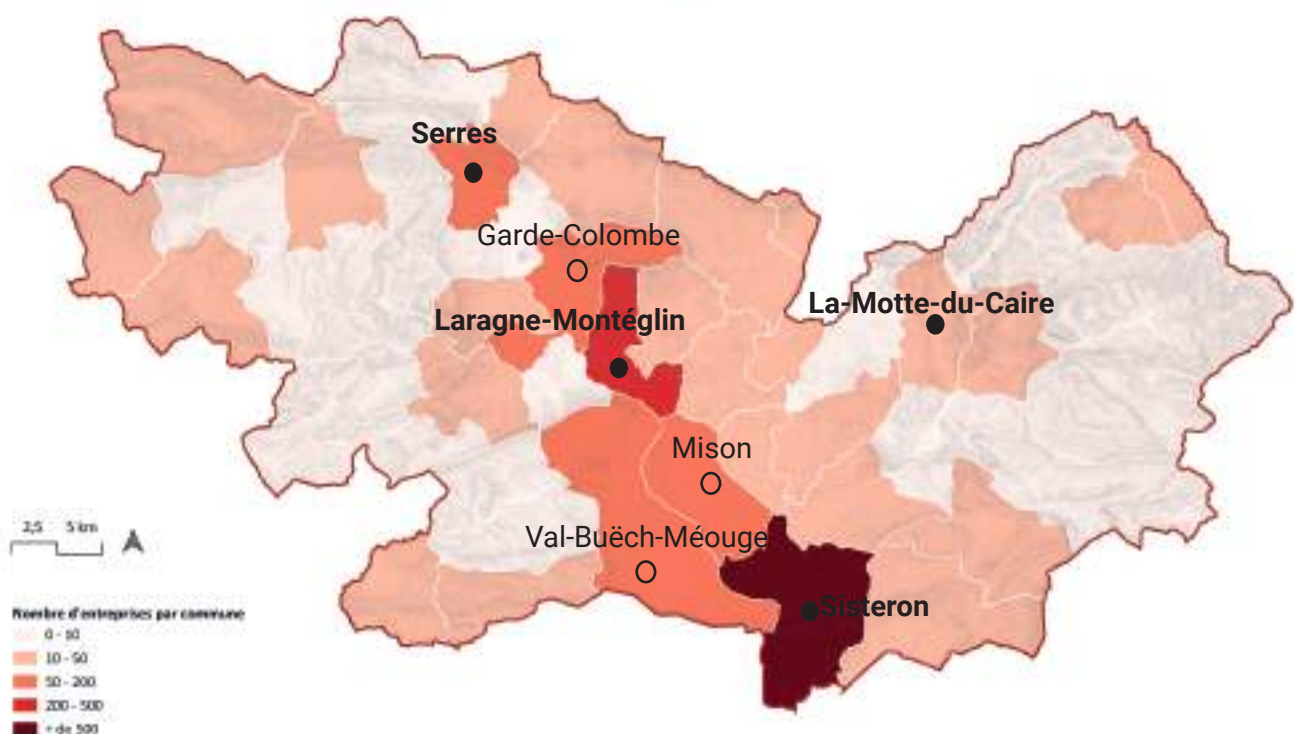 Serres
Garde-Colombe
La-Motte-du-Caire
Laragne-Montéglin
Mison
Val-Buëch-Méouge
Sisteron
2,5 5 km
Nombre d'entreprises par commune
0 - 10
10 - 50
50 - 200
200 - 500
+ de 500